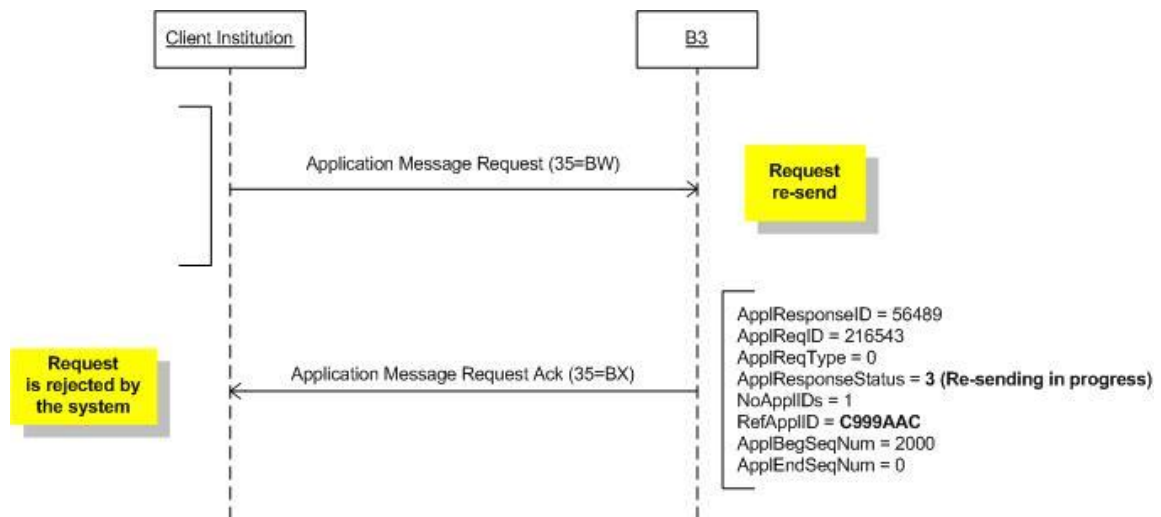 Client Institution
B3
Application Message Request (35=BW)
Request
re-send
Request
is rejected by
the system
Application Message Request Ack (35=BX)
ApplResponseID = 56489
ApplReqID = 216543
ApplReqType = 0
ApplResponseStatus = 3 (Re-sending in progress)
NoApplIDs = 1
RefApplID = C999AAC
ApplBegSeqNum = 2000
ApplEndSeqNum = 0